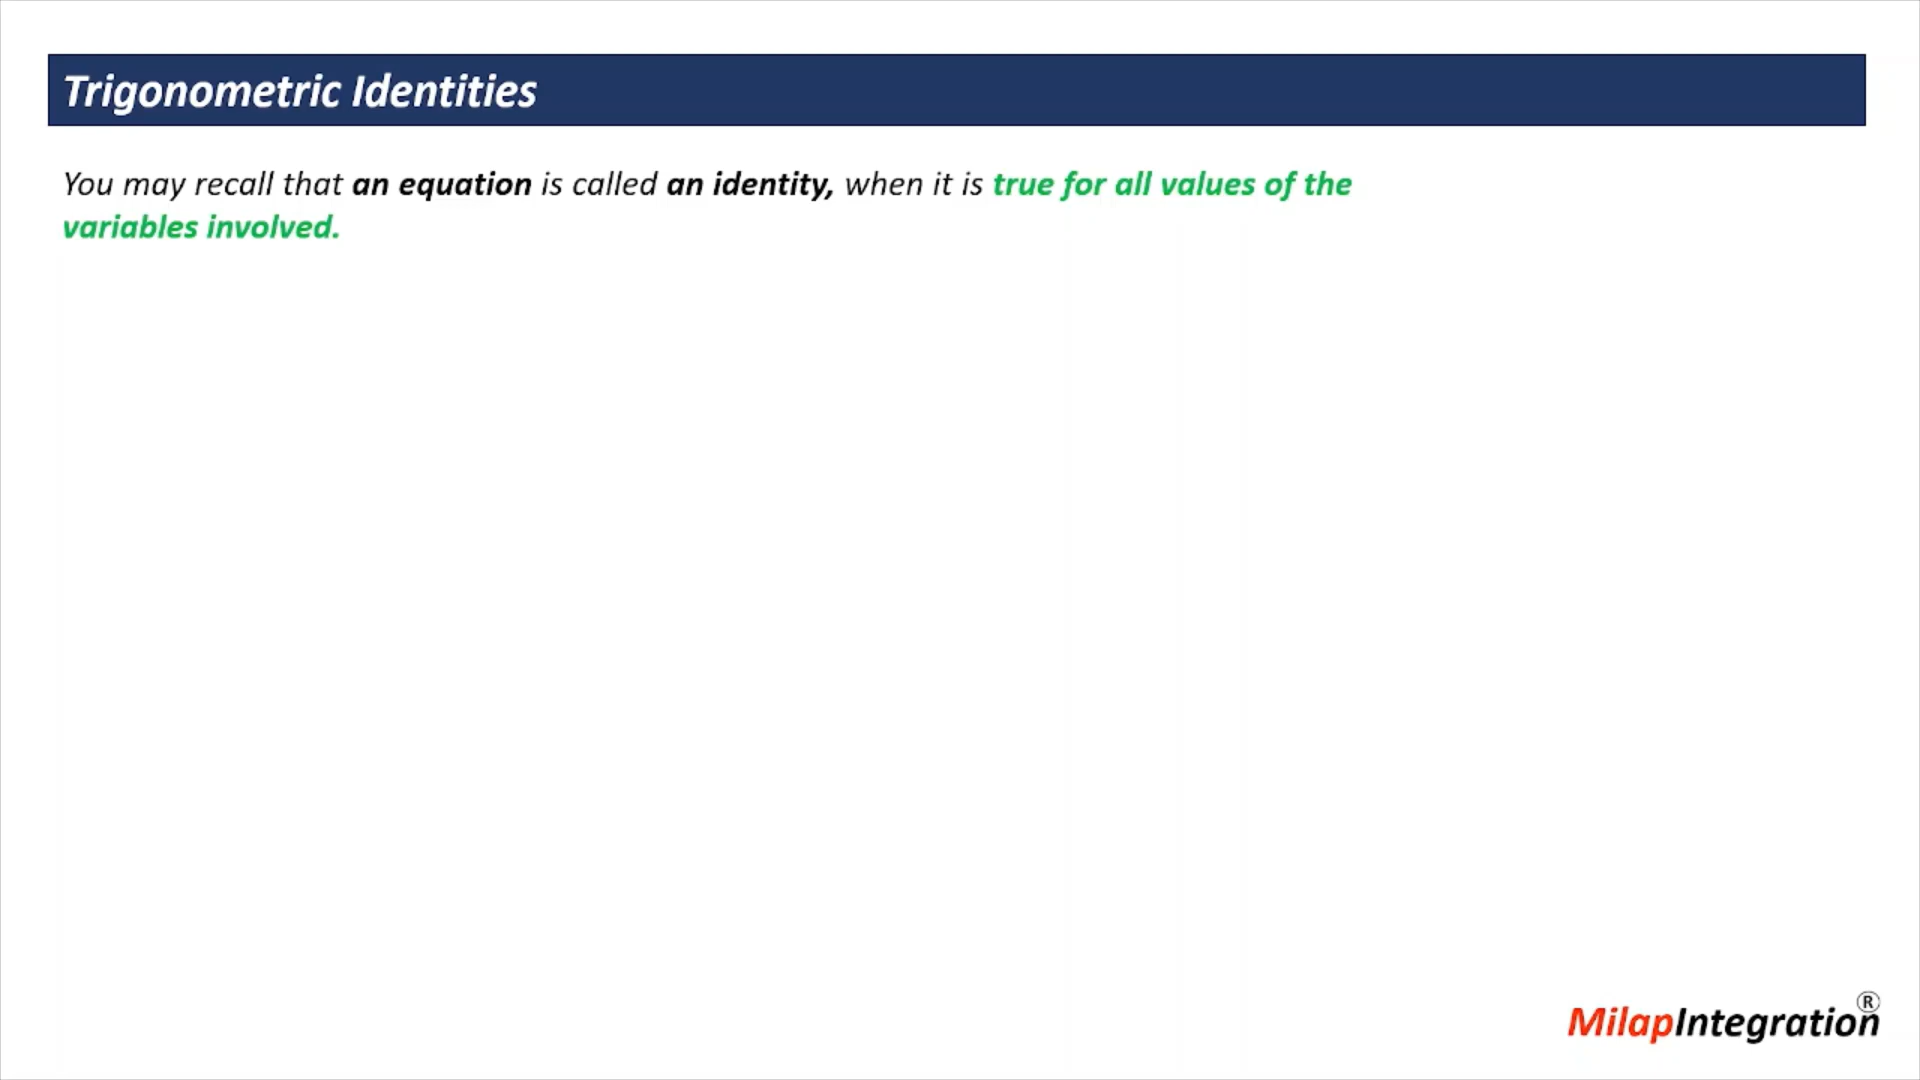 Trigonometric Identities
You may recall that an equation is called an identity, when it is true for all values of the
variables involved.
MilapIntegration®